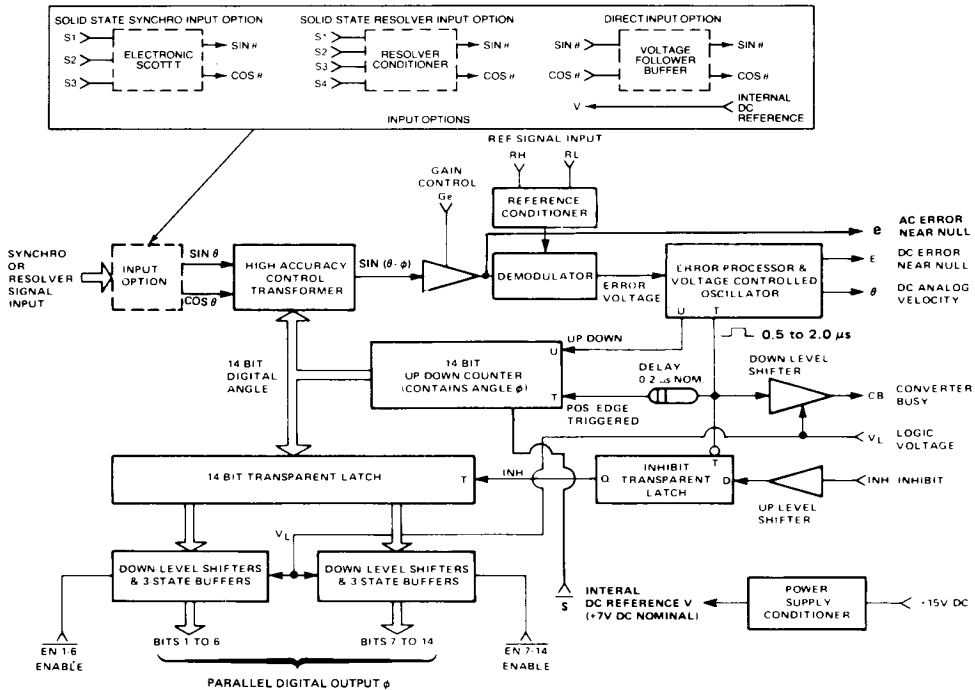 SOLID STATE SYNCHRO INPUT OPTION
S1
S2
S3
ELECTRONIC
SCOTT T
SIN θ
COS θ
SOLID STATE RESOLVER INPUT OPTION
S1
S2
S3
S4
RESOLVER
CONDITIONER
SIN θ
COS θ
DIRECT INPUT OPTION
SIN θ
COS θ
VOLTAGE
FOLLOWER
BUFFER
SIN θ
COS θ
V
INTERNAL
DC
REFERENCE
INPUT OPTIONS
REF SIGNAL INPUT
RH
RL
GAIN
CONTROL
Ge
REFERENCE
CONDITIONER
SYNCHRO
OR
RESOLVER
SIGNAL
INPUT
INPUT
OPTION
SIN θ
COS θ
HIGH ACCURACY
CONTROL
TRANSFORMER
SIN (θ - ϕ)
DEMODULATOR
ERROR
VOLTAGE
ERROR PROCESSOR &
VOLTAGE CONTROLLED
OSCILLATOR
U
T
e
AC ERROR
NEAR NULL
E
DC ERROR
NEAR NULL
θ
DC ANALOG
VELOCITY
0.5 to 2.0 µs
UP DOWN
14 BIT
DIGITAL
ANGLE
14 BIT
UP DOWN COUNTER
(CONTAINS ANGLE ϕ)
U
T
DELAY
0.2 µs NOM.
POS EDGE
TRIGGERED
DOWN LEVEL
SHIFTER
CB
CONVERTER
BUSY
VL
LOGIC
VOLTAGE
14 BIT TRANSPARENT LATCH
T
INH
Q
INHIBIT
TRANSPARENT
LATCH
T
D
INH INHIBIT
UP LEVEL
SHIFTER
VL
DOWN LEVEL SHIFTERS
& 3 STATE BUFFERS
DOWN LEVEL SHIFTERS
& 3 STATE BUFFERS
S
INTERAL
DC REFERENCE V
(+7V DC NOMINAL)
POWER
SUPPLY
CONDITIONER
+15V DC
EN 1-6
ENABLE
BITS 1 TO 6
BITS 7 TO 14
EN 7-14
ENABLE
PARALLEL DIGITAL OUTPUT ϕ